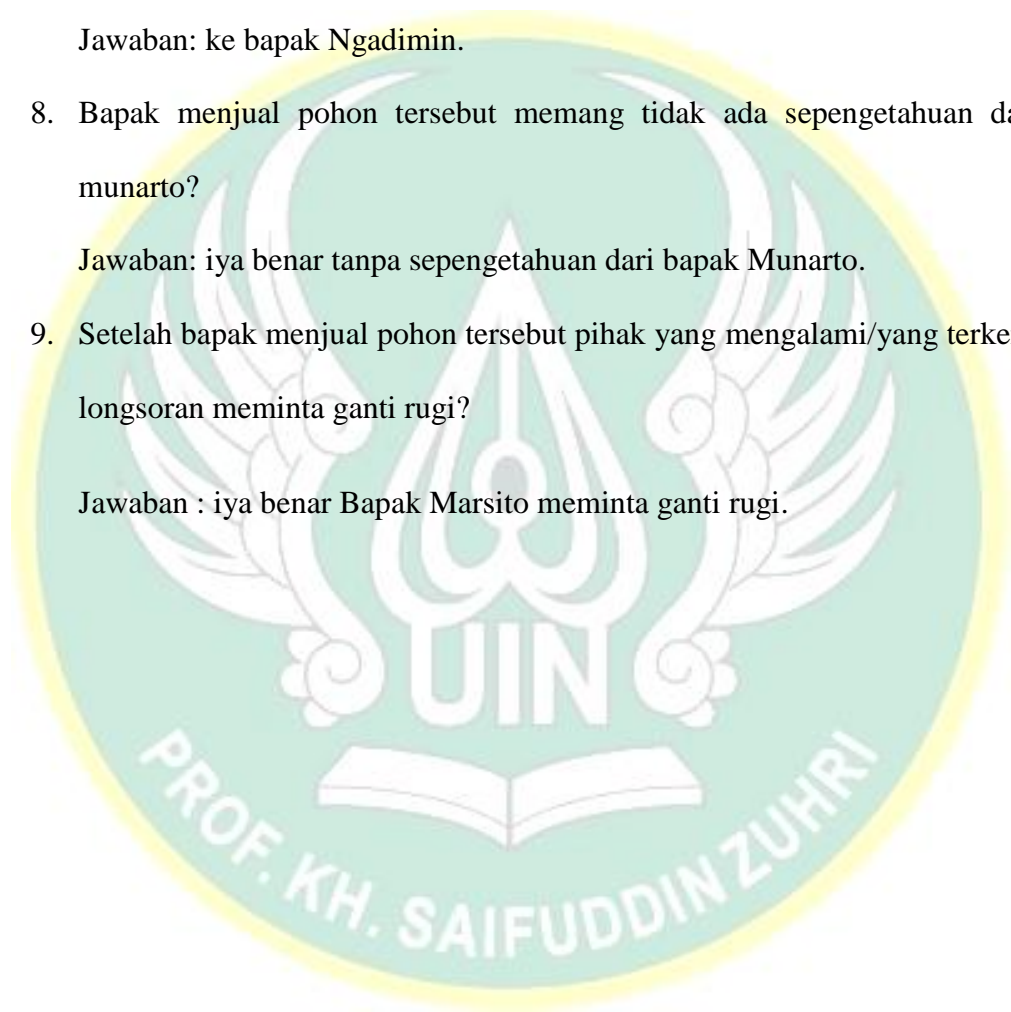 Jawaban: ke bapak Ngadimin.
8. Bapak menjual pohon tersebut memang tidak ada sepengetahuan
munarto?
Jawaban: iya benar tanpa sepengetahuan dari bapak Munarto.
9. Setelah bapak menjual pohon tersebut pihak yang mengalami/yang
longsoran meminta ganti rugi?
Jawaban : iya benar Bapak Marsito meminta ganti rugi.
UIN
PROF. KH. SAIFUDDIN ZUHRI